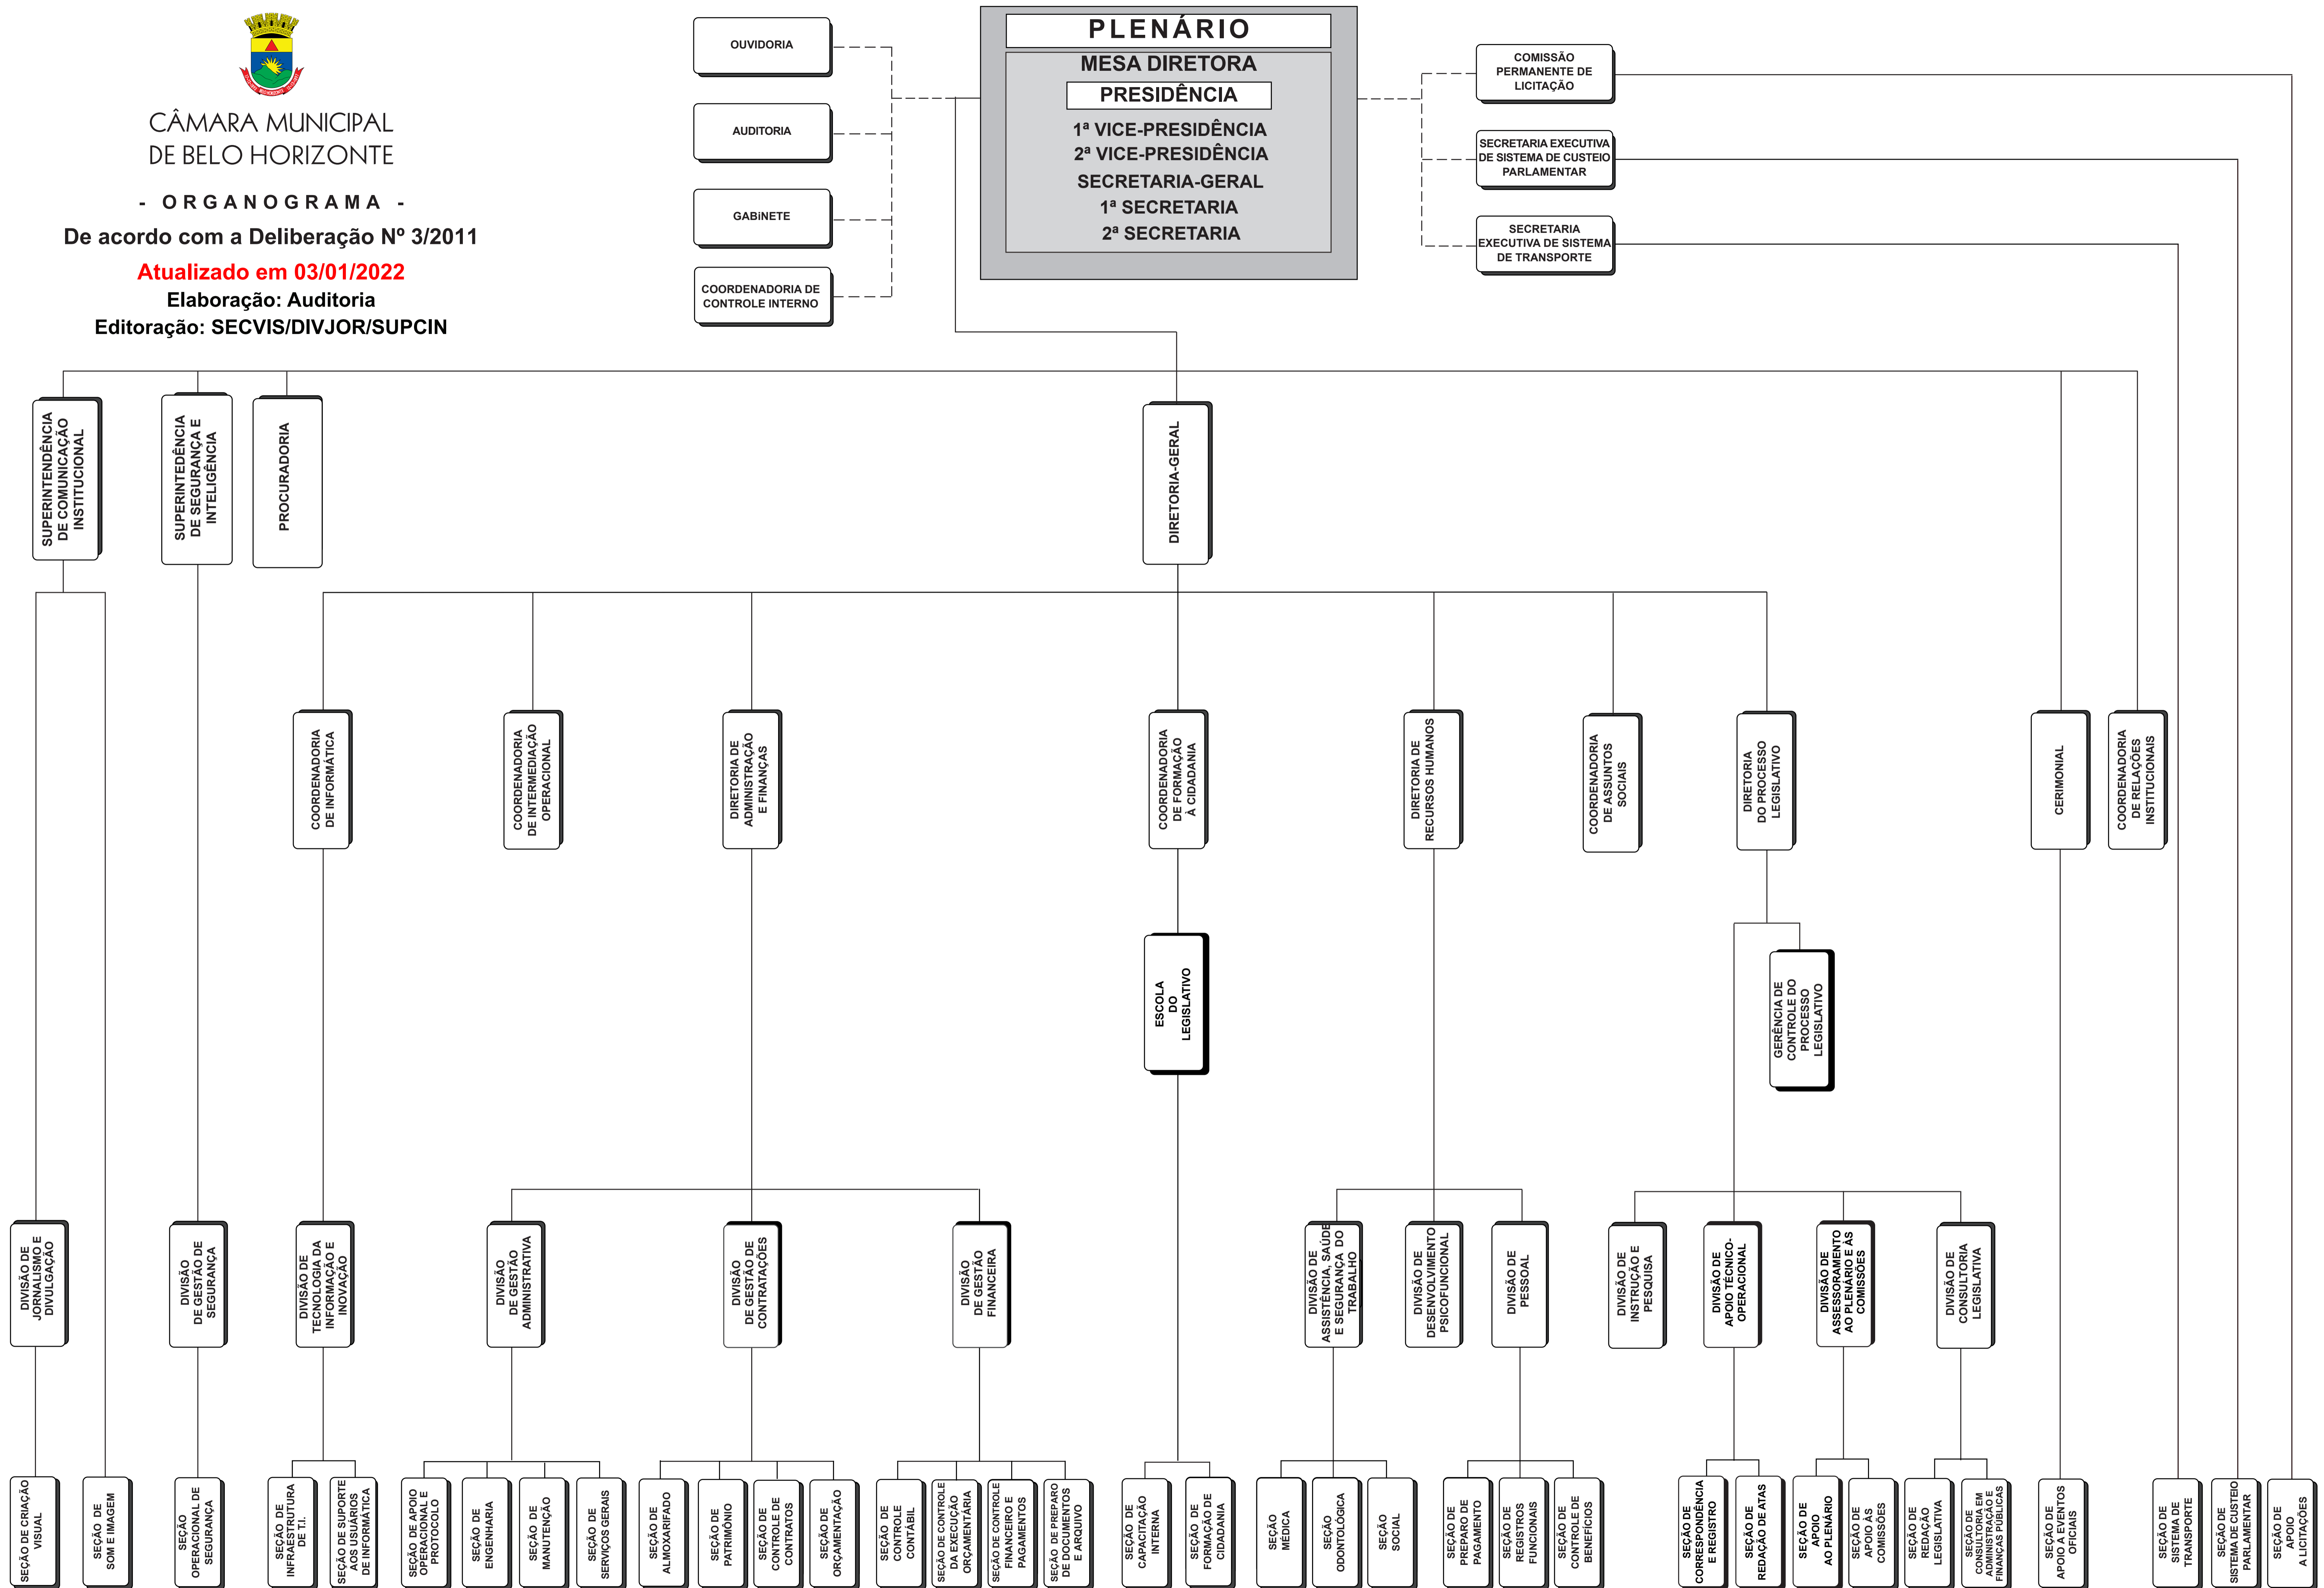 CÂMARA MUNICIPAL
DE BELO HORIZONTE
- ORGANOGRAMA -
De acordo com a Deliberação Nº 3/2011
Atualizado em 03/01/2022
Elaboração: Auditoria
Editoração: SECVIS/DIVJOR/SUPCIN
OUVIDORIA
AUDITORIA
GABiNETE
COORDENADORIA DE
CONTROLE INTERNO
PLENÁRIO
MESA DIRETORA
PRESIDÊNCIA
1ª VICE-PRESIDÊNCIA
2ª VICE-PRESIDÊNCIA
SECRETARIA-GERAL
1ª SECRETARIA
2ª SECRETARIA
COMISSÃO
PERMANENTE DE
LICITAÇÃO
SECRETARIA EXECUTIVA
DE SISTEMA DE CUSTEIO
PARLAMENTAR
SECRETARIA
EXECUTIVA DE SISTEMA
DE TRANSPORTE
SUPERINTENDÊNCIA
DE COMUNICAÇÃO
INSTITUCIONAL
SUPERINTEDÊNCIA
DE SEGURANÇA E
INTELIGÊNCIA
PROCURADORIA
DIRETORIA-GERAL
COORDENADORIA
DE INFORMÁTICA
COORDENADORIA
DE INTERMEDIAÇÃO
OPERACIONAL
DIRETORIA DE
ADMINISTRAÇÃO
E FINANÇAS
COORDENADORIA
DE FORMAÇÃO
À CIDADANIA
DIRETORIA DE
RECURSOS HUMANOS
COORDENADORIA
DE ASSUNTOS
SOCIAIS
DIRETORIA
DO PROCESSO
LEGISLATIVO
CERIMONIAL
COORDENADORIA
DE RELAÇÕES
INSTITUCIONAIS
ESCOLA
DO
LEGISLATIVO
GERÊNCIA DE
CONTROLE DO
PROCESSO
LEGISLATIVO
DIVISÃO DE
JORNALISMO E
DIVULGAÇÃO
DIVISÃO
DE GESTÃO DE
SEGURANÇA
DIVISÃO DE
TECNOLOGIA DA
INFORMAÇÃO E
INOVAÇÃO
DIVISÃO
DE GESTÃO
ADMINISTRATIVA
DIVISÃO
DE GESTÃO DE
CONTRATAÇÕES
DIVISÃO
DE GESTÃO
FINANCEIRA
DIVISÃO DE
ASSISTÊNCIA, SAÚDE
E SEGURANÇA DO
TRABALHO
DIVISÃO DE
DESENVOLVIMENTO
PSICOFUNCIONAL
DIVISÃO DE
PESSOAL
DIVISÃO DE
INSTRUÇÃO E
PESQUISA
DIVISÃO DE
APOIO TÉCNICO-
OPERACIONAL
DIVISÃO DE
ASSESSORAMENTO
AO PLENÁRIO E ÀS
COMISSÕES
DIVISÃO DE
CONSULTORIA
LEGISLATIVA
SEÇÃO DE CRIAÇÃO
VISUAL
SEÇÃO DE
SOM E IMAGEM
SEÇÃO
OPERACIONAL DE
SEGURANÇA
SEÇÃO DE
INFRAESTRUTURA
DE T.I.
SEÇÃO DE SUPORTE
AOS USUÁRIOS
DE INFORMÁTICA
SEÇÃO DE APOIO
OPERACIONAL E
PROTOCOLO
SEÇÃO DE
ENGENHARIA
SEÇÃO DE
MANUTENÇÃO
SEÇÃO DE
SERVIÇOS GERAIS
SEÇÃO DE
ALMOXARIFADO
SEÇÃO DE
PATRIMÔNIO
SEÇÃO DE
CONTROLE DE
CONTRATOS
SEÇÃO DE
ORÇAMENTAÇÃO
SEÇÃO DE
CONTROLE
CONTÁBIL
SEÇÃO DE CONTROLE
DA EXECUÇÃO
ORÇAMENTÁRIA
SEÇÃO DE CONTROLE
FINANCEIRO E
PAGAMENTOS
SEÇÃO DE PREPARO
DE DOCUMENTOS
E ARQUIVO
SEÇÃO DE
CAPACITAÇÃO
INTERNA
SEÇÃO DE
FORMAÇÃO DE
CIDADANIA
SEÇÃO
MÉDICA
SEÇÃO
ODONTOLÓGICA
SEÇÃO
SOCIAL
SEÇÃO DE
PREPARO DE
PAGAMENTO
SEÇÃO DE
REGISTROS
FUNCIONAIS
SEÇÃO DE
CONTROLE DE
BENEFÍCIOS
SEÇÃO DE
CORRESPONDÊNCIA
E REGISTRO
SEÇÃO DE
REDAÇÃO DE ATAS
SEÇÃO DE
APOIO
AO PLENÁRIO
SEÇÃO DE
APOIO ÀS
COMISSÕES
SEÇÃO DE
REDAÇÃO
LEGISLATIVA
SEÇÃO DE
CONSULTORIA EM
ADMINISTRAÇÃO E
FINANÇAS PÚBLICAS
SEÇÃO DE
APOIO A EVENTOS
OFICIAIS
SEÇÃO DE
SISTEMA DE
TRANSPORTE
SEÇÃO DE
SISTEMA DE CUSTEIO
PARLAMENTAR
SEÇÃO DE
APOIO
A LICITAÇÕES